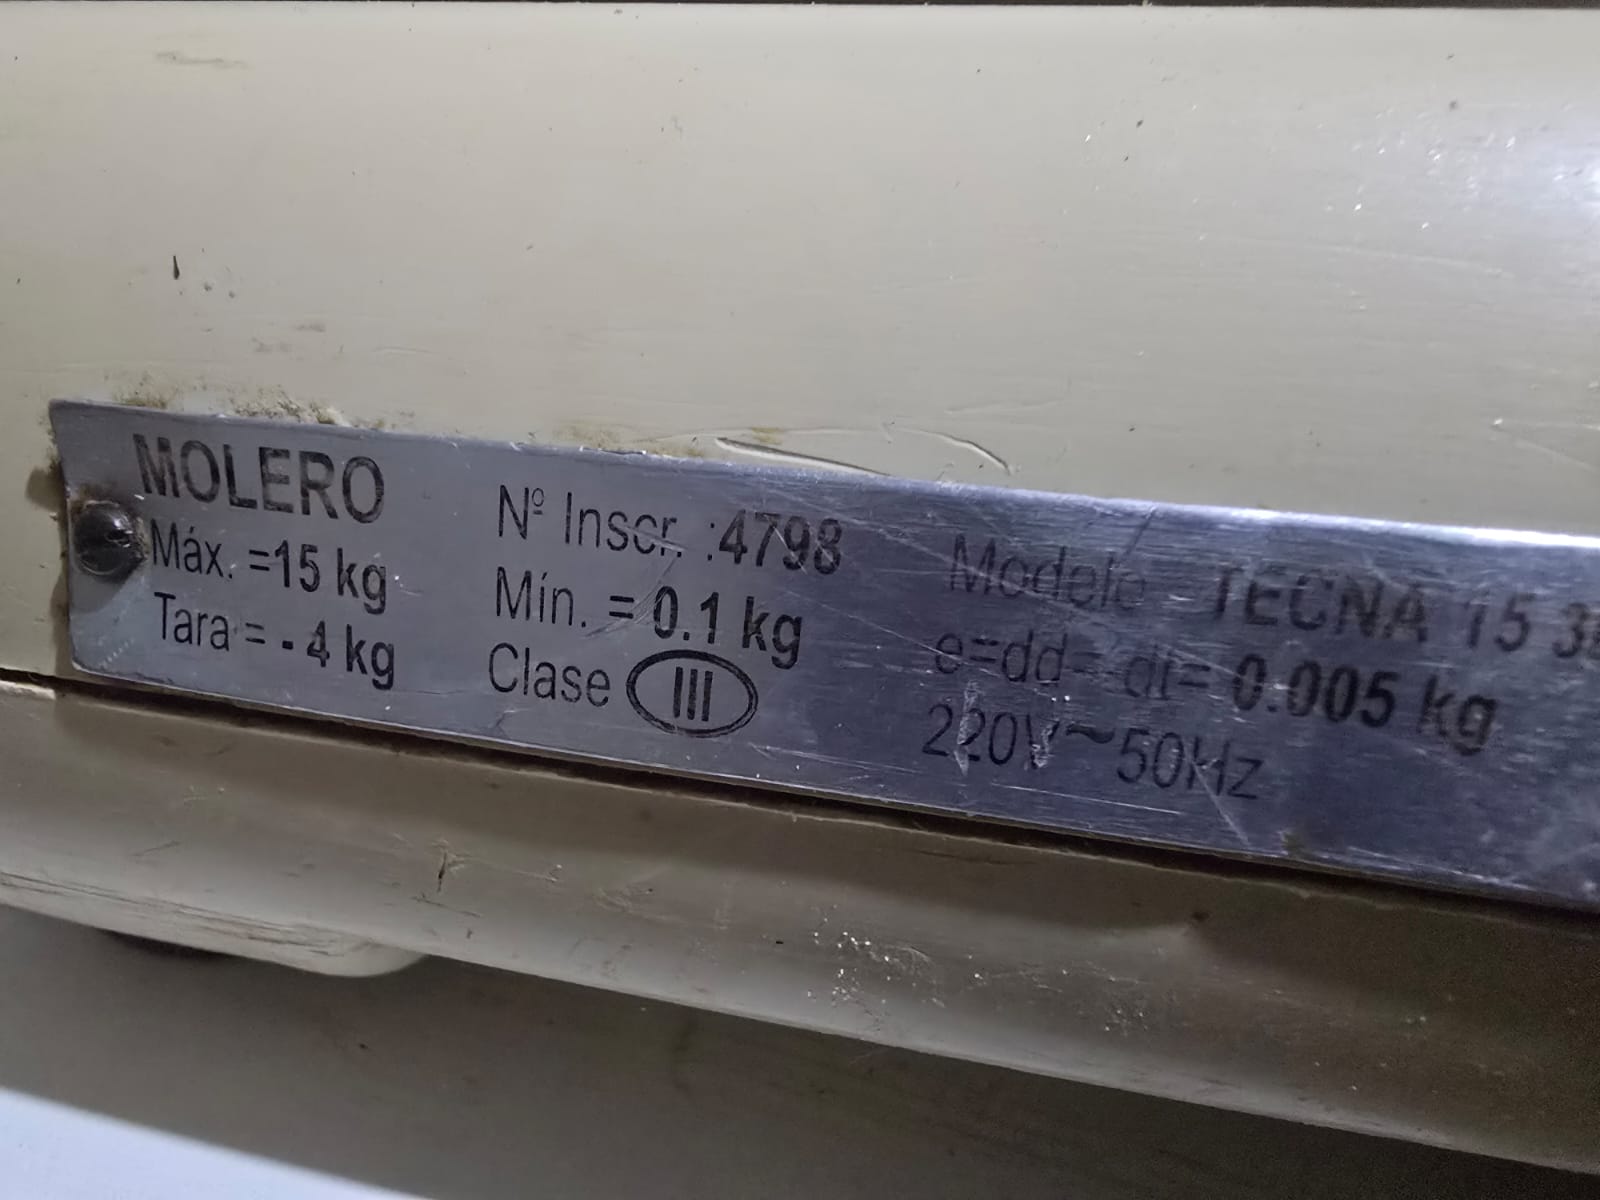 MOLERO
Máx. =15 kg
Tara = - 4 kg
Nº Inscr. :4798
Mín. = 0.1 kg
Clase III
Modelo TECNA 15
e=dd= dt= 0.005 kg
220V~50Hz